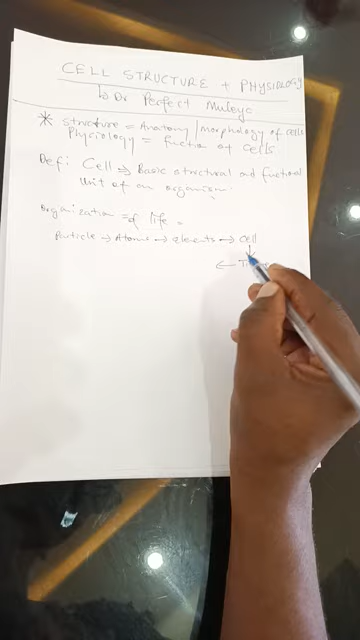 CELL STRUCTURE + PHYSIOLOGY
↳ Dr Perfect Muleye
* Structure = Anatomy / morphology of cells
Physiology = function of cells
Def: Cell → Basic structural and functional
Unit of an organism.
Organization of life =
Particle → Atoms → elements → cell
←